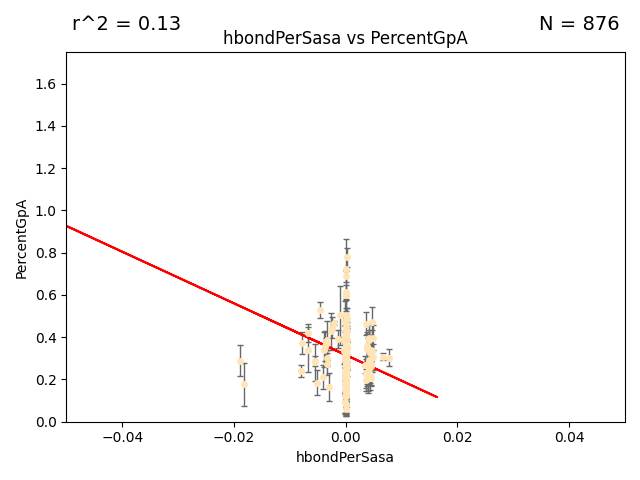 r^2 = 0.13
N = 876
hbondPerSasa vs PercentGpA
PercentGpA
1.6
1.4
1.2
1.0
0.8
0.6
0.4
0.2
0.0
−0.04
−0.02
0.00
0.02
0.04
hbondPerSasa